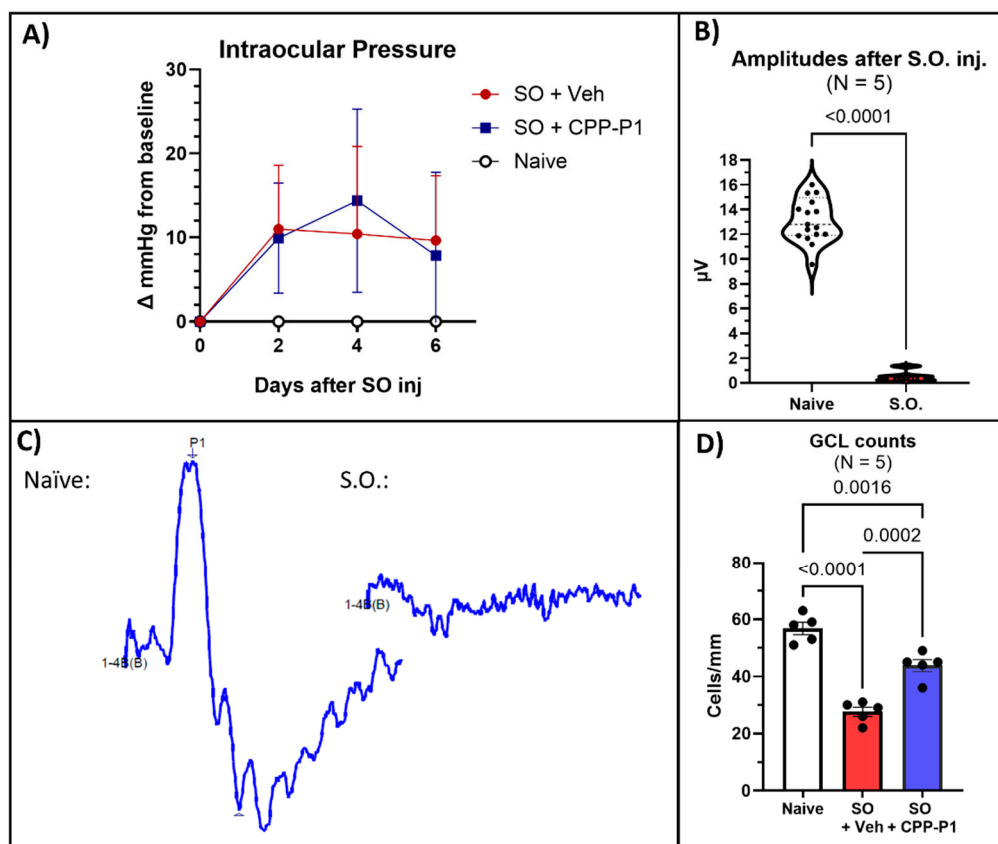 A)
Intraocular Pressure
Δ mmHg from baseline
30
20
10
0
0 2 4 6
Days after SO inj
SO + Veh
SO + CPP-P1
Naive
B)
Amplitudes after S.O. inj.
(N = 5)
<0.0001
µV
18
16
14
13
12
10
8
6
4
2
0
Naive S.O.
C)
Naïve:
S.O.:
P1
1-4B(B)
1-4B(B)
D)
GCL counts
(N = 5)
0.0016
0.0002
<0.0001
Cells/mm
80
60
40
20
0
Naive SO SO
+ Veh + CPP-P1